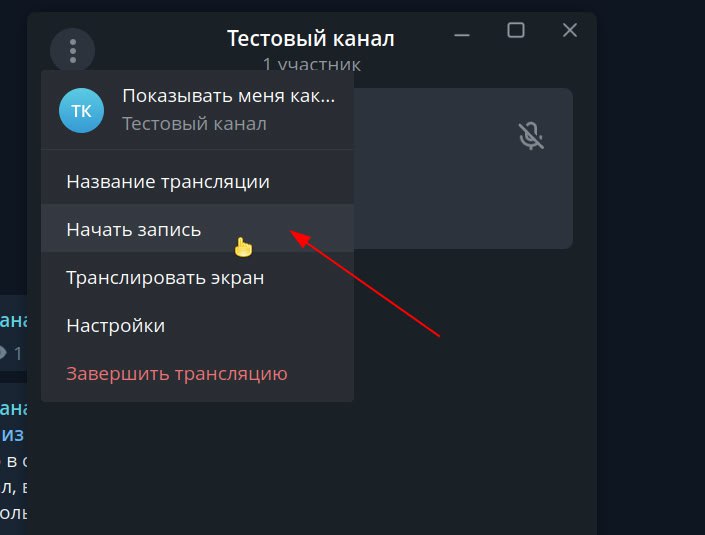 Тестовый канал
1 участник
ТК
Показывать меня как...
Тестовый канал
Название трансляции
Начать запись
Транслировать экран
Настройки
Завершить трансляцию
ана
1
ана
из
в с
л, в
оль